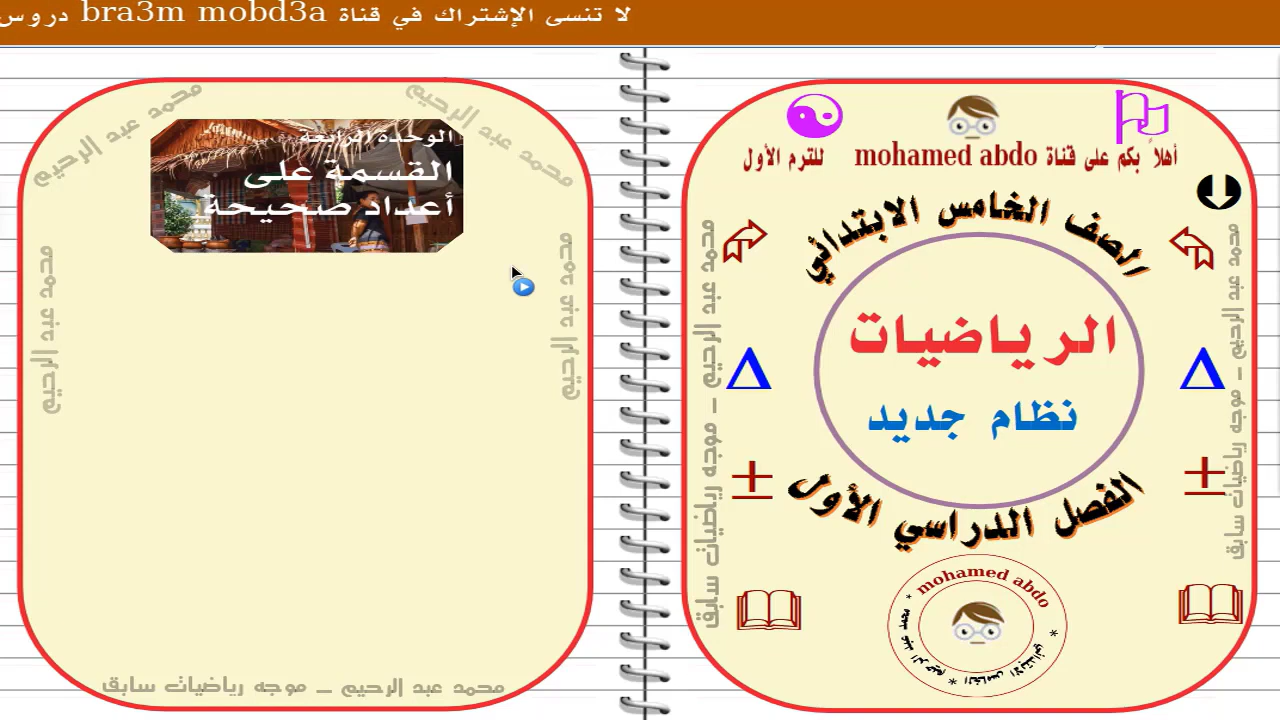 لا تنسى الإشتراك في قناة bra3m mobd3a دروس
أهلاً بكم على قناة mohamed abdo للترم الأول
الصف الخامس الابتدائي
الرياضيات
نظام جديد
الفصل الدراسي الأول
mohamed abdo
* محمد عبد الرحيم * الخامس الابتدائي *
محمد عبد الرحيم – موجه رياضيات سابق
محمد عبد الرحيم – موجه رياضيات سابق
الوحدة الرابعة
القسمة على
أعداد صحيحة
محمد عبد الرحيم
محمد عبد الرحيم
محمد عبد الرحيم
محمد عبد الرحيم
محمد عبد الرحيم – موجه رياضيات سابق